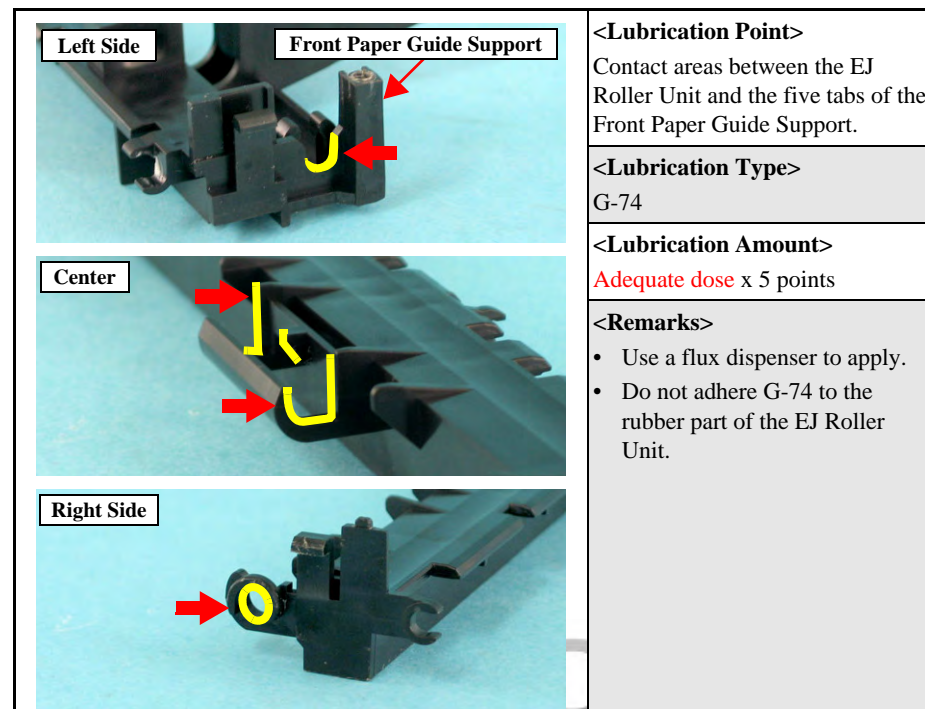 Left Side
Front Paper Guide Support
Center
Right Side
<Lubrication Point>
Contact areas between the EJ
Roller Unit and the five tabs of the
Front Paper Guide Support.
<Lubrication Type>
G-74
<Lubrication Amount>
Adequate dose x 5 points
<Remarks>
• Use a flux dispenser to apply.
• Do not adhere G-74 to the
rubber part of the EJ Roller
Unit.